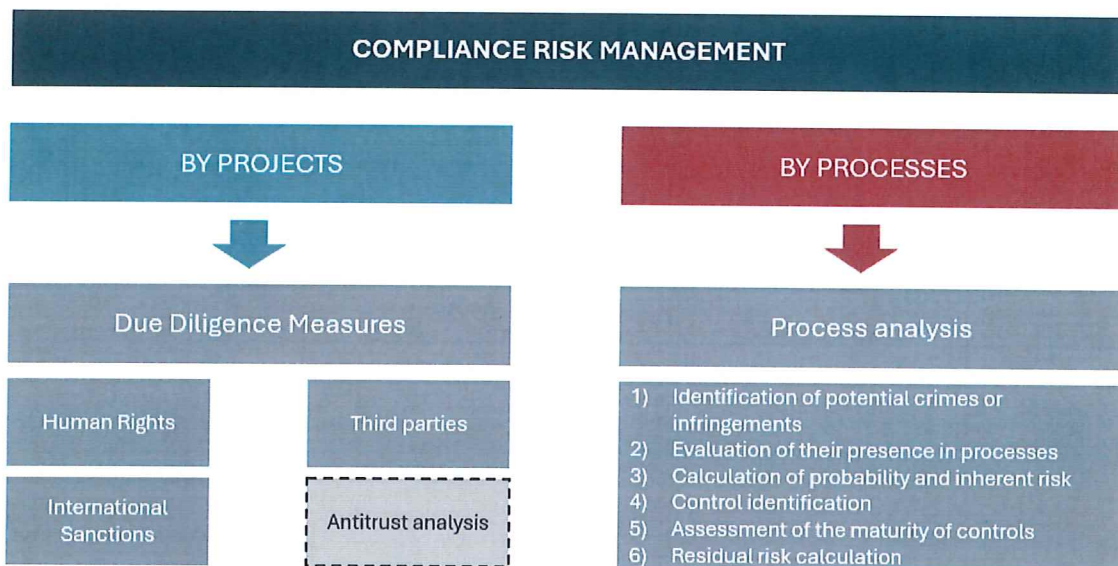 COMPLIANCE RISK MANAGEMENT
BY PROJECTS
BY PROCESSES
Due Diligence Measures
Process analysis
Human Rights
Third parties
International
Sanctions
Antitrust analysis
1) Identification of potential crimes or
infringements
2) Evaluation of their presence in processes
3) Calculation of probability and inherent risk
4) Control identification
5) Assessment of the maturity of controls
6) Residual risk calculation